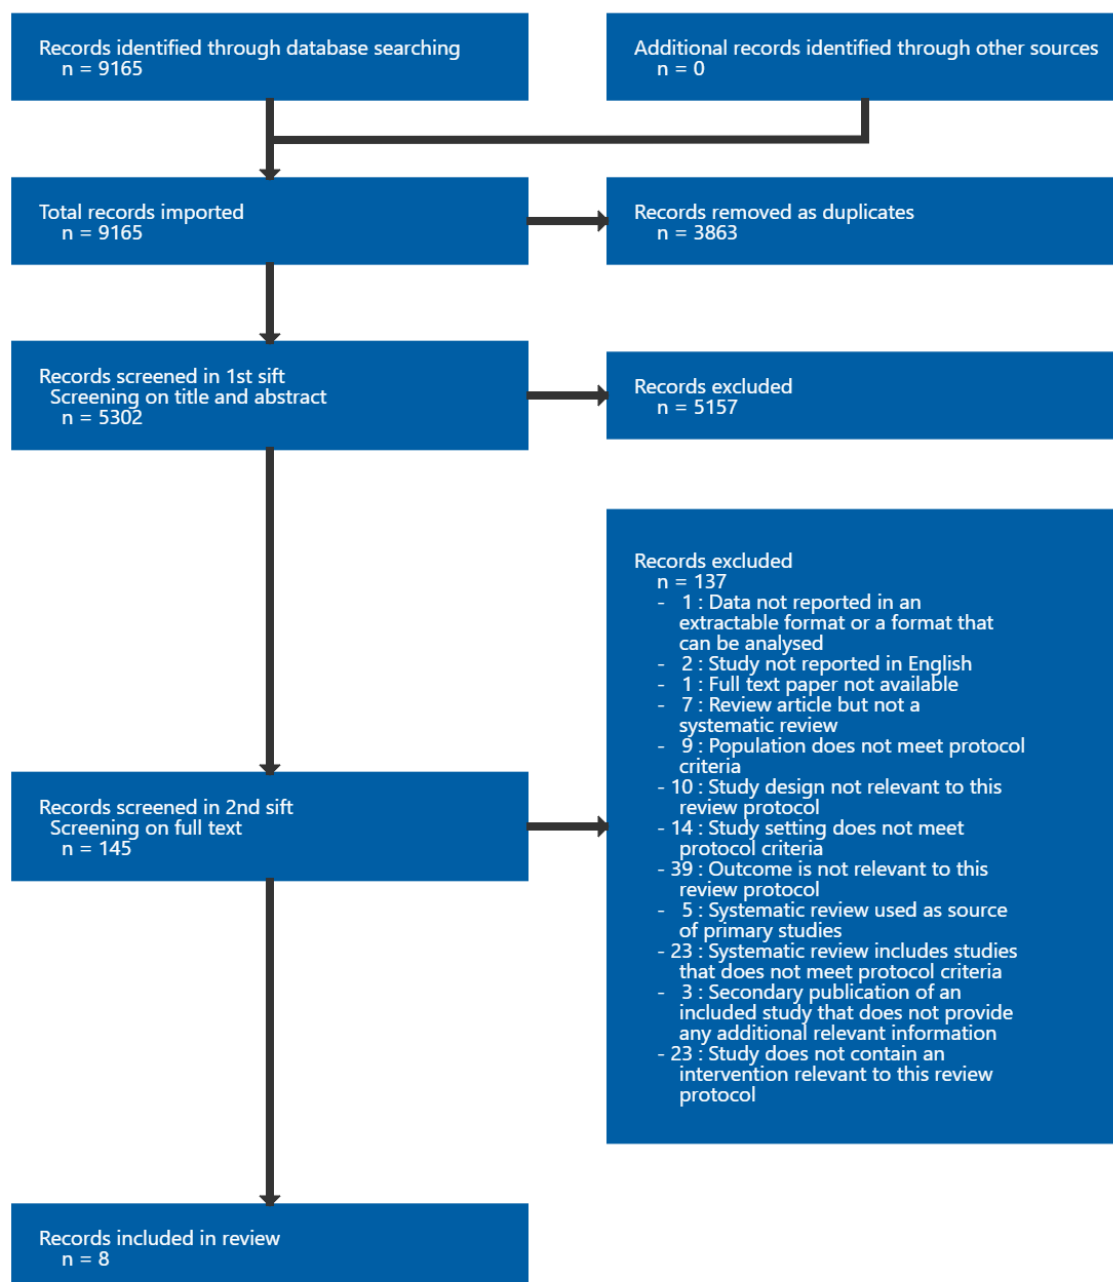 Records identified through database searching
n = 9165
Additional records identified through other sources
n = 0
Total records imported
n = 9165
Records removed as duplicates
n = 3863
Records screened in 1st sift
Screening on title and abstract
n = 5302
Records excluded
n = 5157
Records screened in 2nd sift
Screening on full text
n = 145
Records excluded
n = 137
- 1 : Data not reported in an
extractable format or a format that
can be analysed
- 2 : Study not reported in English
- 1 : Full text paper not available
- 7 : Review article but not a
systematic review
- 9 : Population does not meet protocol
criteria
- 10 : Study design not relevant to this
review protocol
- 14 : Study setting does not meet
protocol criteria
- 39 : Outcome is not relevant to this
review protocol
- 5 : Systematic review used as source
of primary studies
- 23 : Systematic review includes studies
that does not meet protocol criteria
- 3 : Secondary publication of an
included study that does not provide
any additional relevant information
- 23 : Study does not contain an
intervention relevant to this review
protocol
Records included in review
n = 8